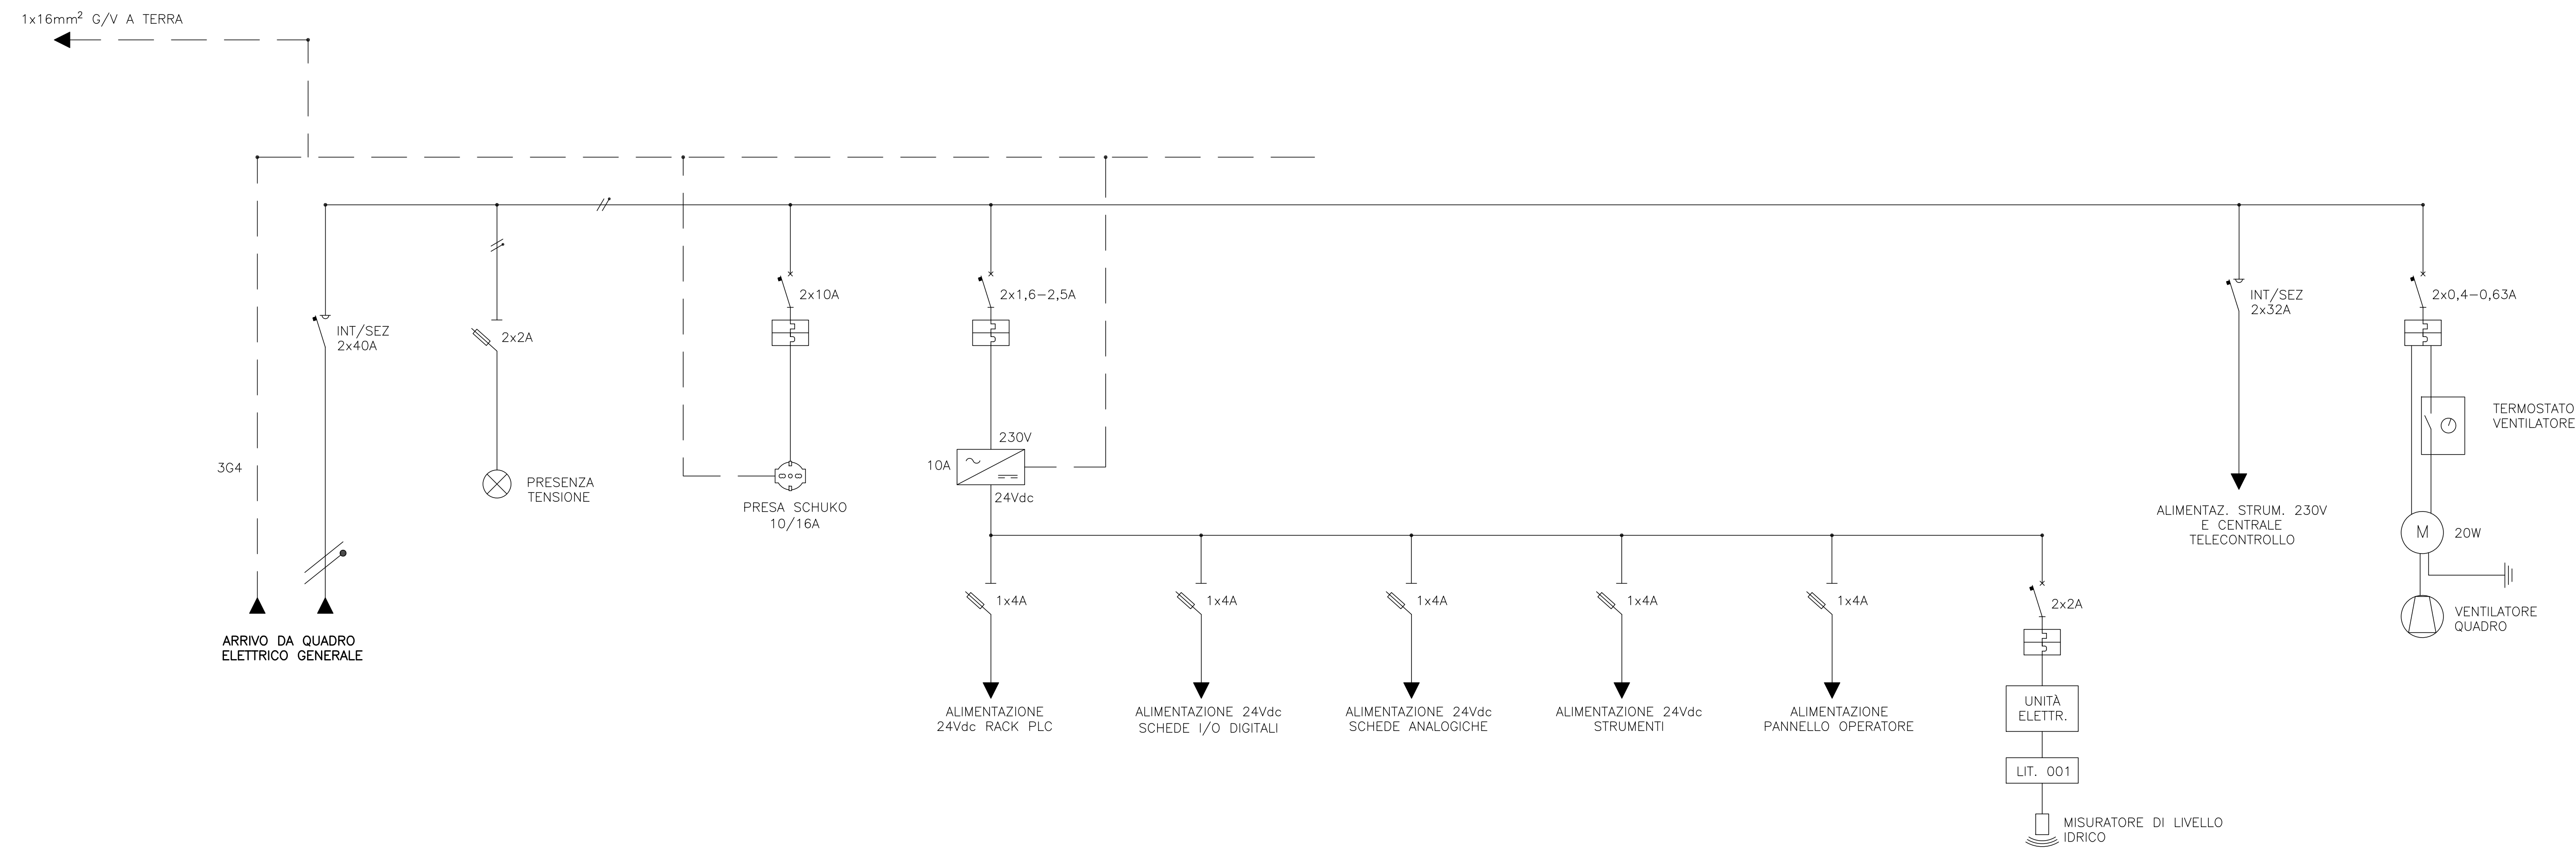 1x16mm² G/V A TERRA
3G4
INT/SEZ
2x40A
ARRIVO DA QUADRO
ELETTRICO GENERALE
2x2A
PRESENZA
TENSIONE
2x10A
PRESA SCHUKO
10/16A
2x1,6-2,5A
230V
10A
24Vdc
1x4A
ALIMENTAZIONE
24Vdc RACK PLC
1x4A
ALIMENTAZIONE 24Vdc
SCHEDE I/O DIGITALI
1x4A
ALIMENTAZIONE 24Vdc
SCHEDE ANALOGICHE
1x4A
ALIMENTAZIONE 24Vdc
STRUMENTI
1x4A
ALIMENTAZIONE
PANNELLO OPERATORE
2x2A
UNITÀ
ELETTR.
LIT. 001
MISURATORE DI LIVELLO
IDRICO
INT/SEZ
2x32A
ALIMENTAZ. STRUM. 230V
E CENTRALE
TELECONTROLLO
2x0,4-0,63A
TERMOSTATO
VENTILATORE
M
20W
VENTILATORE
QUADRO